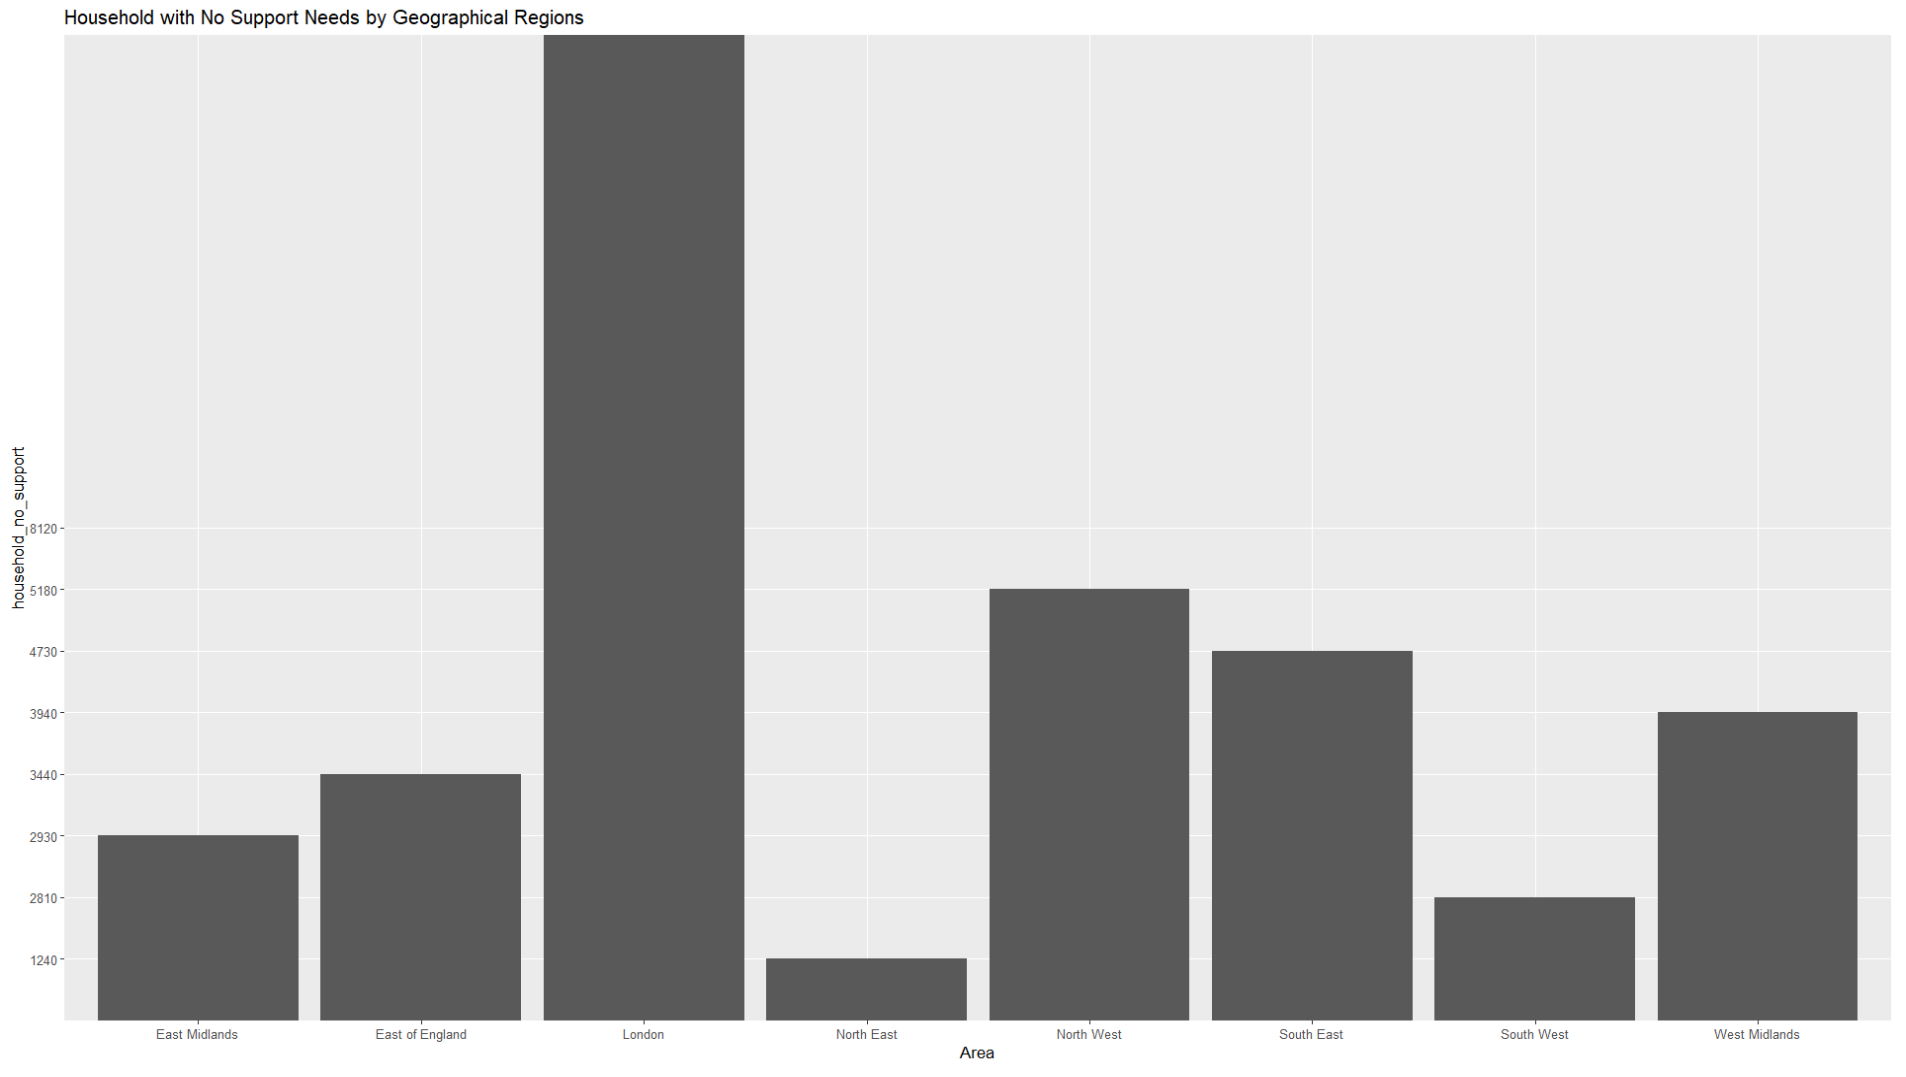 Household with No Support Needs by Geographical Regions
household_no_support
8120
5180
4730
3940
3440
2930
2810
1240
East Midlands
East of England
London
North East
North West
South East
South West
West Midlands
Area